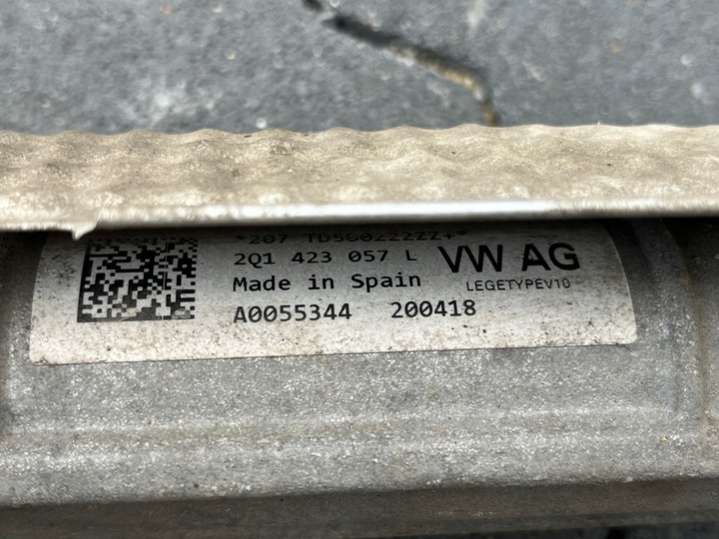 2Q1 423 057 L VW AG
Made in Spain LEGETYPEV10
A0055344 200418